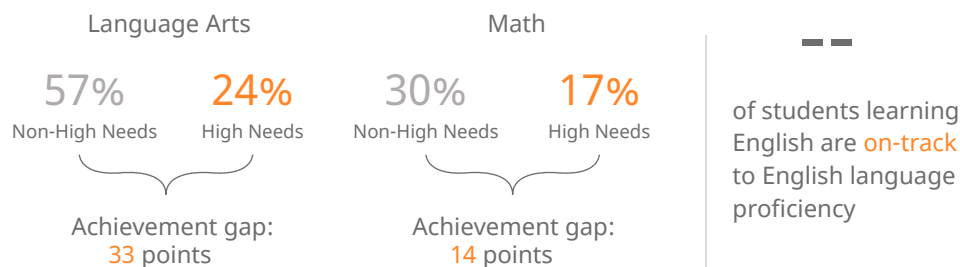 Language Arts
57%
24%
Non-High Needs
High Needs
Achievement gap:
33 points
Math
30%
17%
Non-High Needs
High Needs
Achievement gap:
14 points
--
of students learning
English are on-track
to English language
proficiency